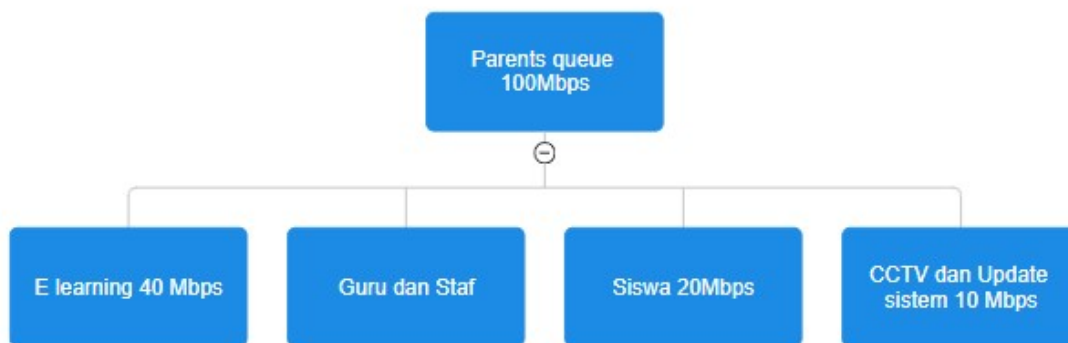 Parents queue
100Mbps
E learning 40 Mbps
Guru dan Staf
Siswa 20Mbps
CCTV dan Update
sistem 10 Mbps